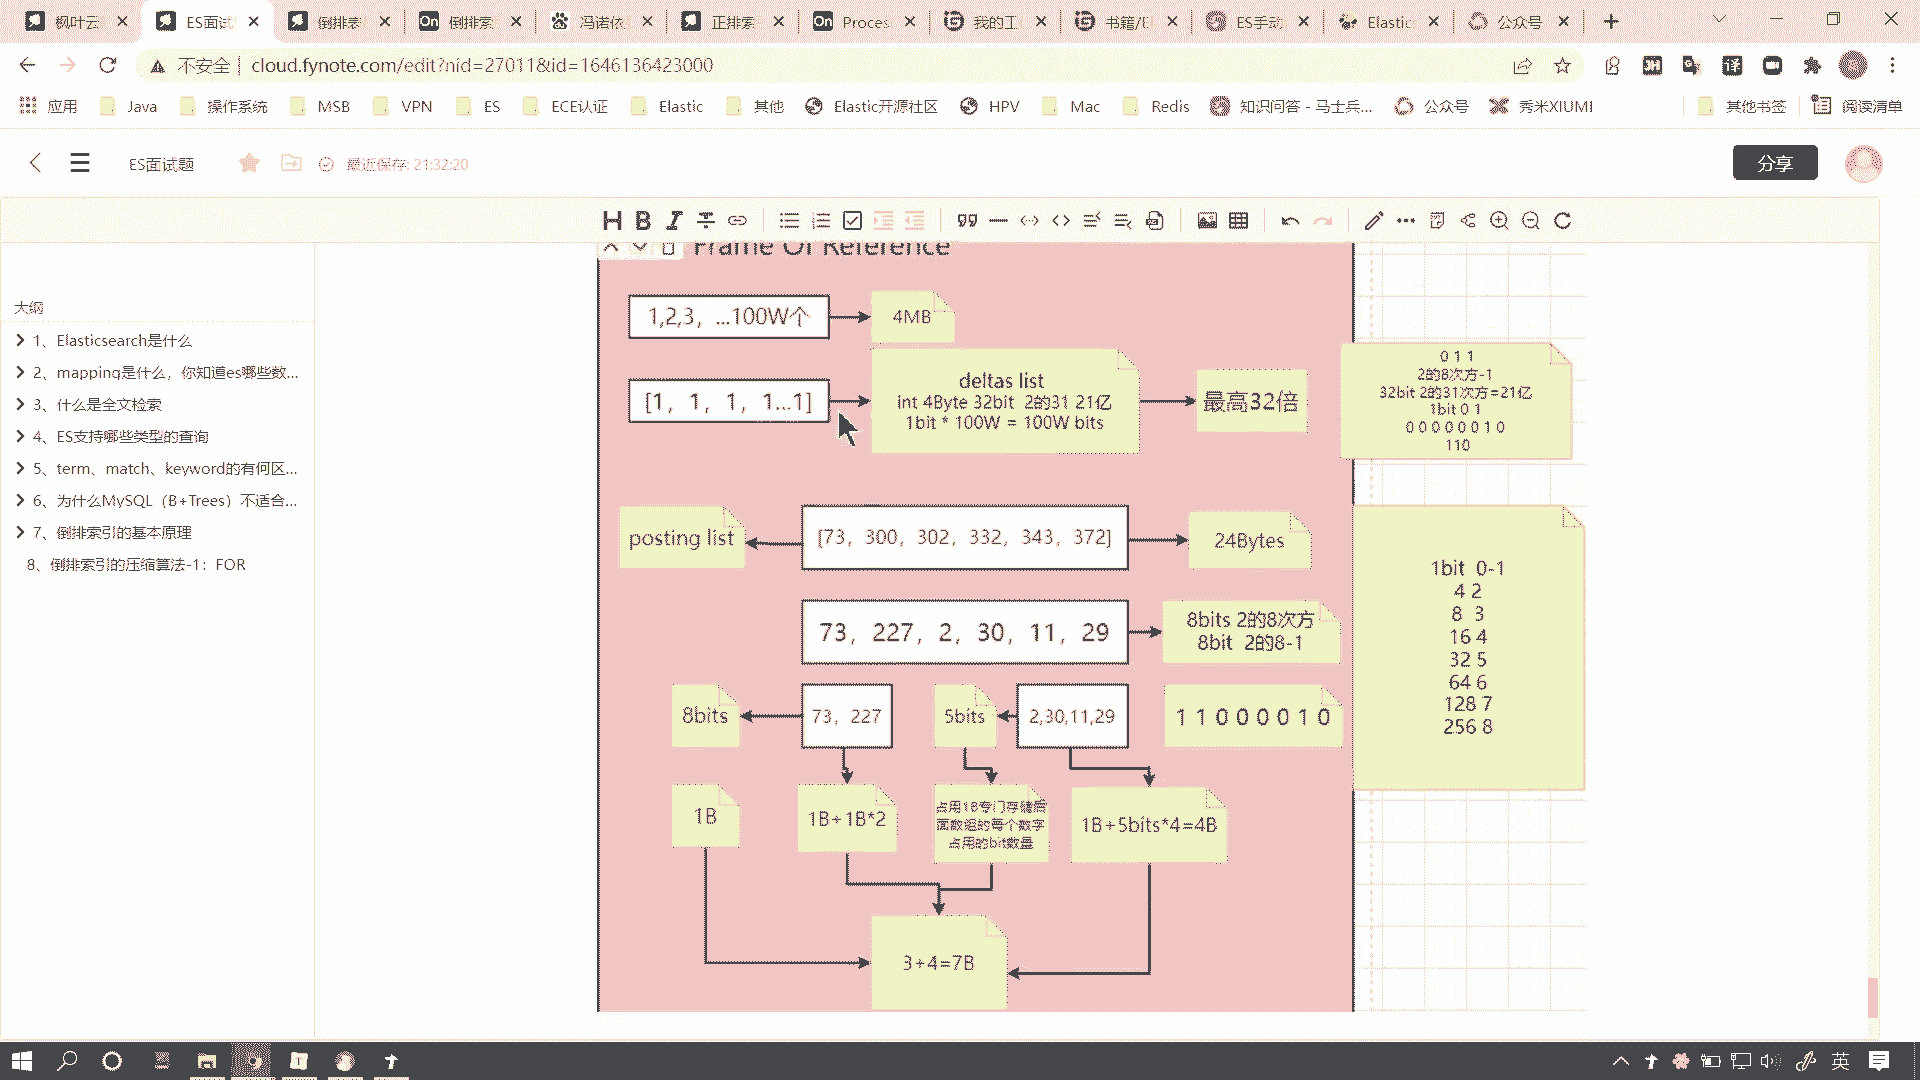 枫叶云
ES面试
倒排表
倒排索
冯诺依
正排索
Proces
我的工
书籍/E
ES手动
Elastic
公众号
不安全
cloud.fynote.com/edit?nid=27011&id=1646136423000
应用
Java
操作系统
MSB
VPN
ES
ECE认证
Elastic
其他
Elastic开源社区
HPV
Mac
Redis
知识问答 - 马士兵...
公众号
秀米XIUMI
其他书签
阅读清单
ES面试题
最近保存: 21:32:20
分享
大纲
1、Elasticsearch是什么
2、mapping是什么，你知道es哪些数...
3、什么是全文检索
4、ES支持哪些类型的查询
5、term、match、keyword的有何区...
6、为什么MySQL（B+Trees）不适合...
7、倒排索引的基本原理
8、倒排索引的压缩算法-1：FOR
Frame Of Reference
1,2,3，...100W个
4MB
[1，1，1，1...1]
deltas list
int 4Byte 32bit 2的31 21亿
1bit * 100W = 100W bits
最高32倍
0 1 1
2的8次方-1
32bit 2的31次方=21亿
1bit 0 1
0 0 0 0 0 0 1 0
110
posting list
[73，300，302，332，343，372]
24Bytes
73，227，2，30，11，29
8bits 2的8次方
8bit 2的8-1
1bit 0-1
4 2
8 3
16 4
32 5
64 6
128 7
256 8
8bits
73，227
5bits
2,30,11,29
1 1 0 0 0 0 1 0
1B
1B+1B*2
占用1B专门存储后
面数组的每个数字
占用的bit数量
1B+5bits*4=4B
3+4=7B
英